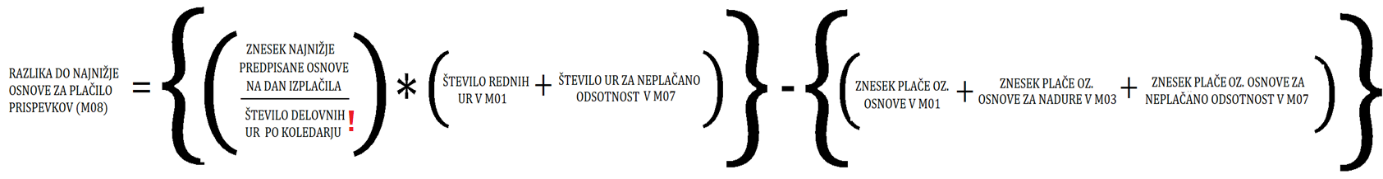 RAZLIKA DO NAJNIŽJE
OSNOVE ZA PLAČILO
PRISPEVKOV (M08)
=
{
(
ZNESEK NAJNIŽJE
PREDPISANE OSNOVE
NA DAN IZPLAČILA
ŠTEVILO DELOVNIH
UR PO KOLEDARJU !
)
*
(
ŠTEVILO REDNIH
UR V M01
+
ŠTEVILO UR ZA NEPLAČANO
ODSOTNOST V M07
)
}
-
{
(
ZNESEK PLAČE OZ.
OSNOVE V M01
+
ZNESEK PLAČE OZ.
OSNOVE ZA NADURE V M03
+
ZNESEK PLAČE OZ. OSNOVE ZA
NEPLAČANO ODSOTNOST V M07
)
}